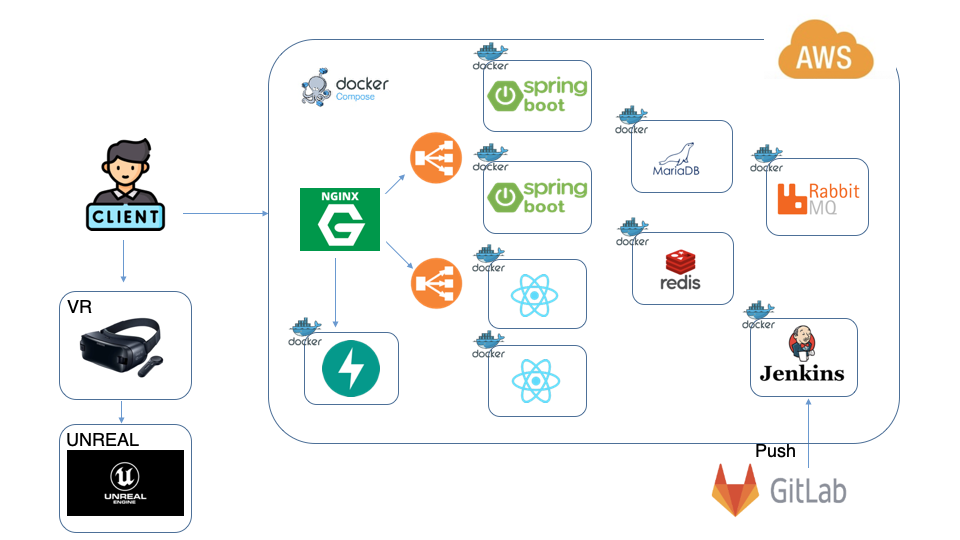 AWS
docker
Compose
docker
spring
boot
docker
spring
boot
docker
MariaDB
docker
Rabbit
MQ
CLIENT
NGINX
G
docker
redis
docker
docker
docker
docker
Jenkins
VR
UNREAL
UNREAL
ENGINE
Push
GitLab